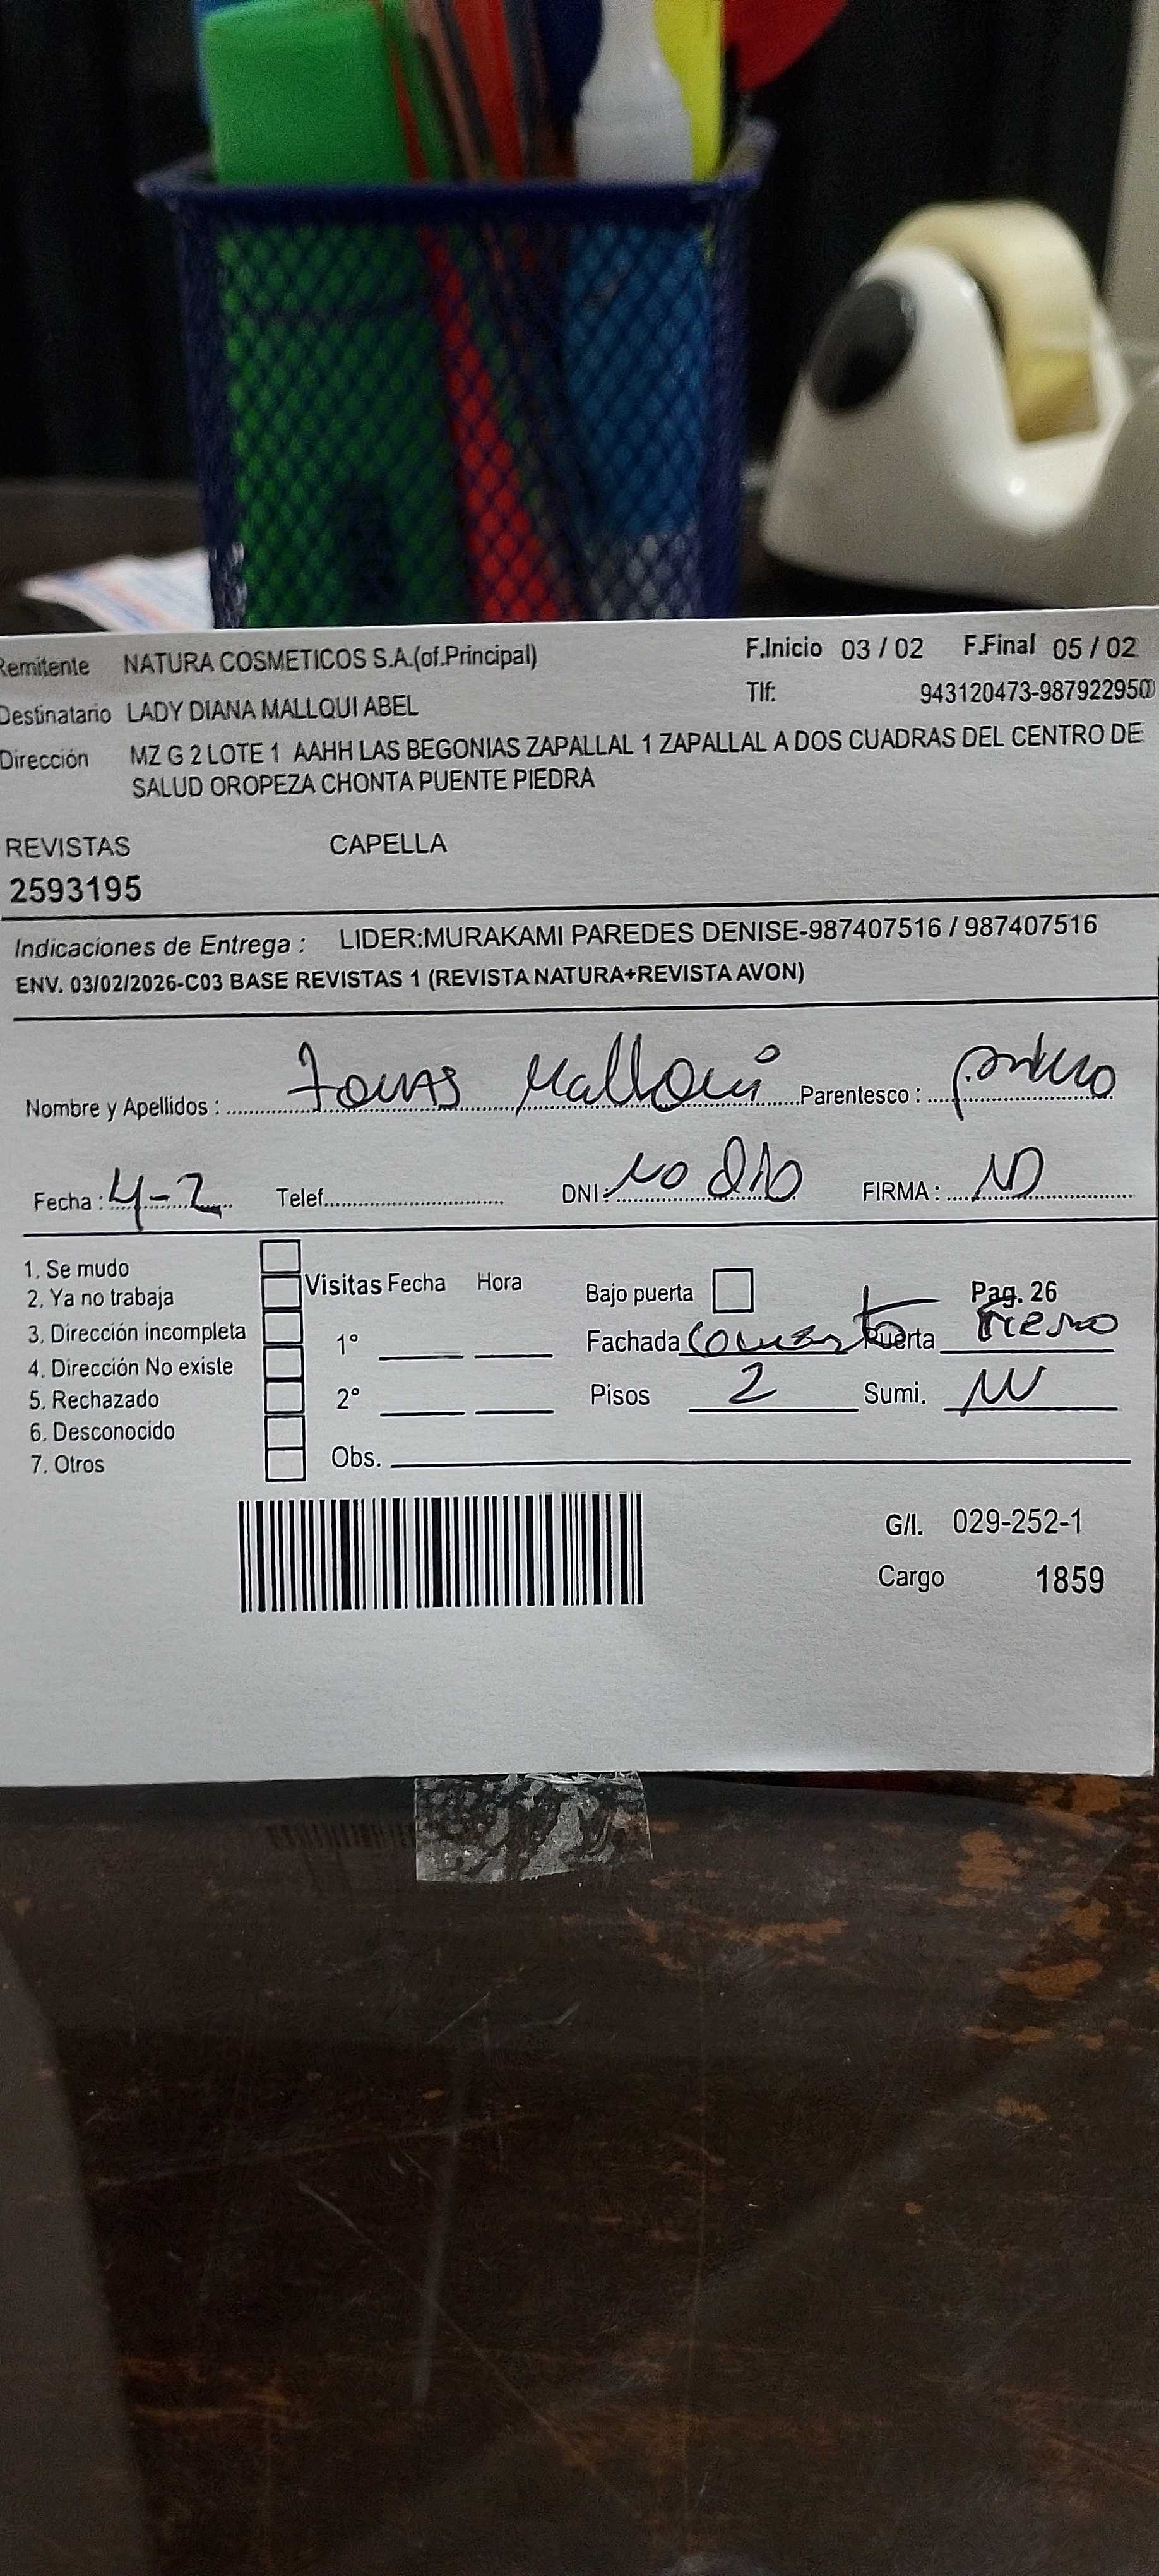 Remitente NATURA COSMETICOS S.A.(of.Principal) F.Inicio 03 / 02 F.Final 05 / 02
Destinatario LADY DIANA MALLQUI ABEL Tlf: 943120473-987922950
Dirección MZ G 2 LOTE 1 AAHH LAS BEGONIAS ZAPALLAL 1 ZAPALLAL A DOS CUADRAS DEL CENTRO DE
SALUD OROPEZA CHONTA PUENTE PIEDRA
REVISTAS CAPELLA
2593195
Indicaciones de Entrega : LIDER:MURAKAMI PAREDES DENISE-987407516 / 987407516
ENV. 03/02/2026-C03 BASE REVISTAS 1 (REVISTA NATURA+REVISTA AVON)
Nombre y Apellidos : Mallqui Parentesco :
Fecha : 4-2 Telef. DNI: No dio FIRMA : ND
1. Se mudo
2. Ya no trabaja
3. Dirección incompleta
4. Dirección No existe
5. Rechazado
6. Desconocido
7. Otros
Visitas Fecha Hora
1°
2°
Obs.
Bajo puerta Pag. 26
Fachada Puerta
Pisos 2 Sumi.
G/I. 029-252-1
Cargo 1859